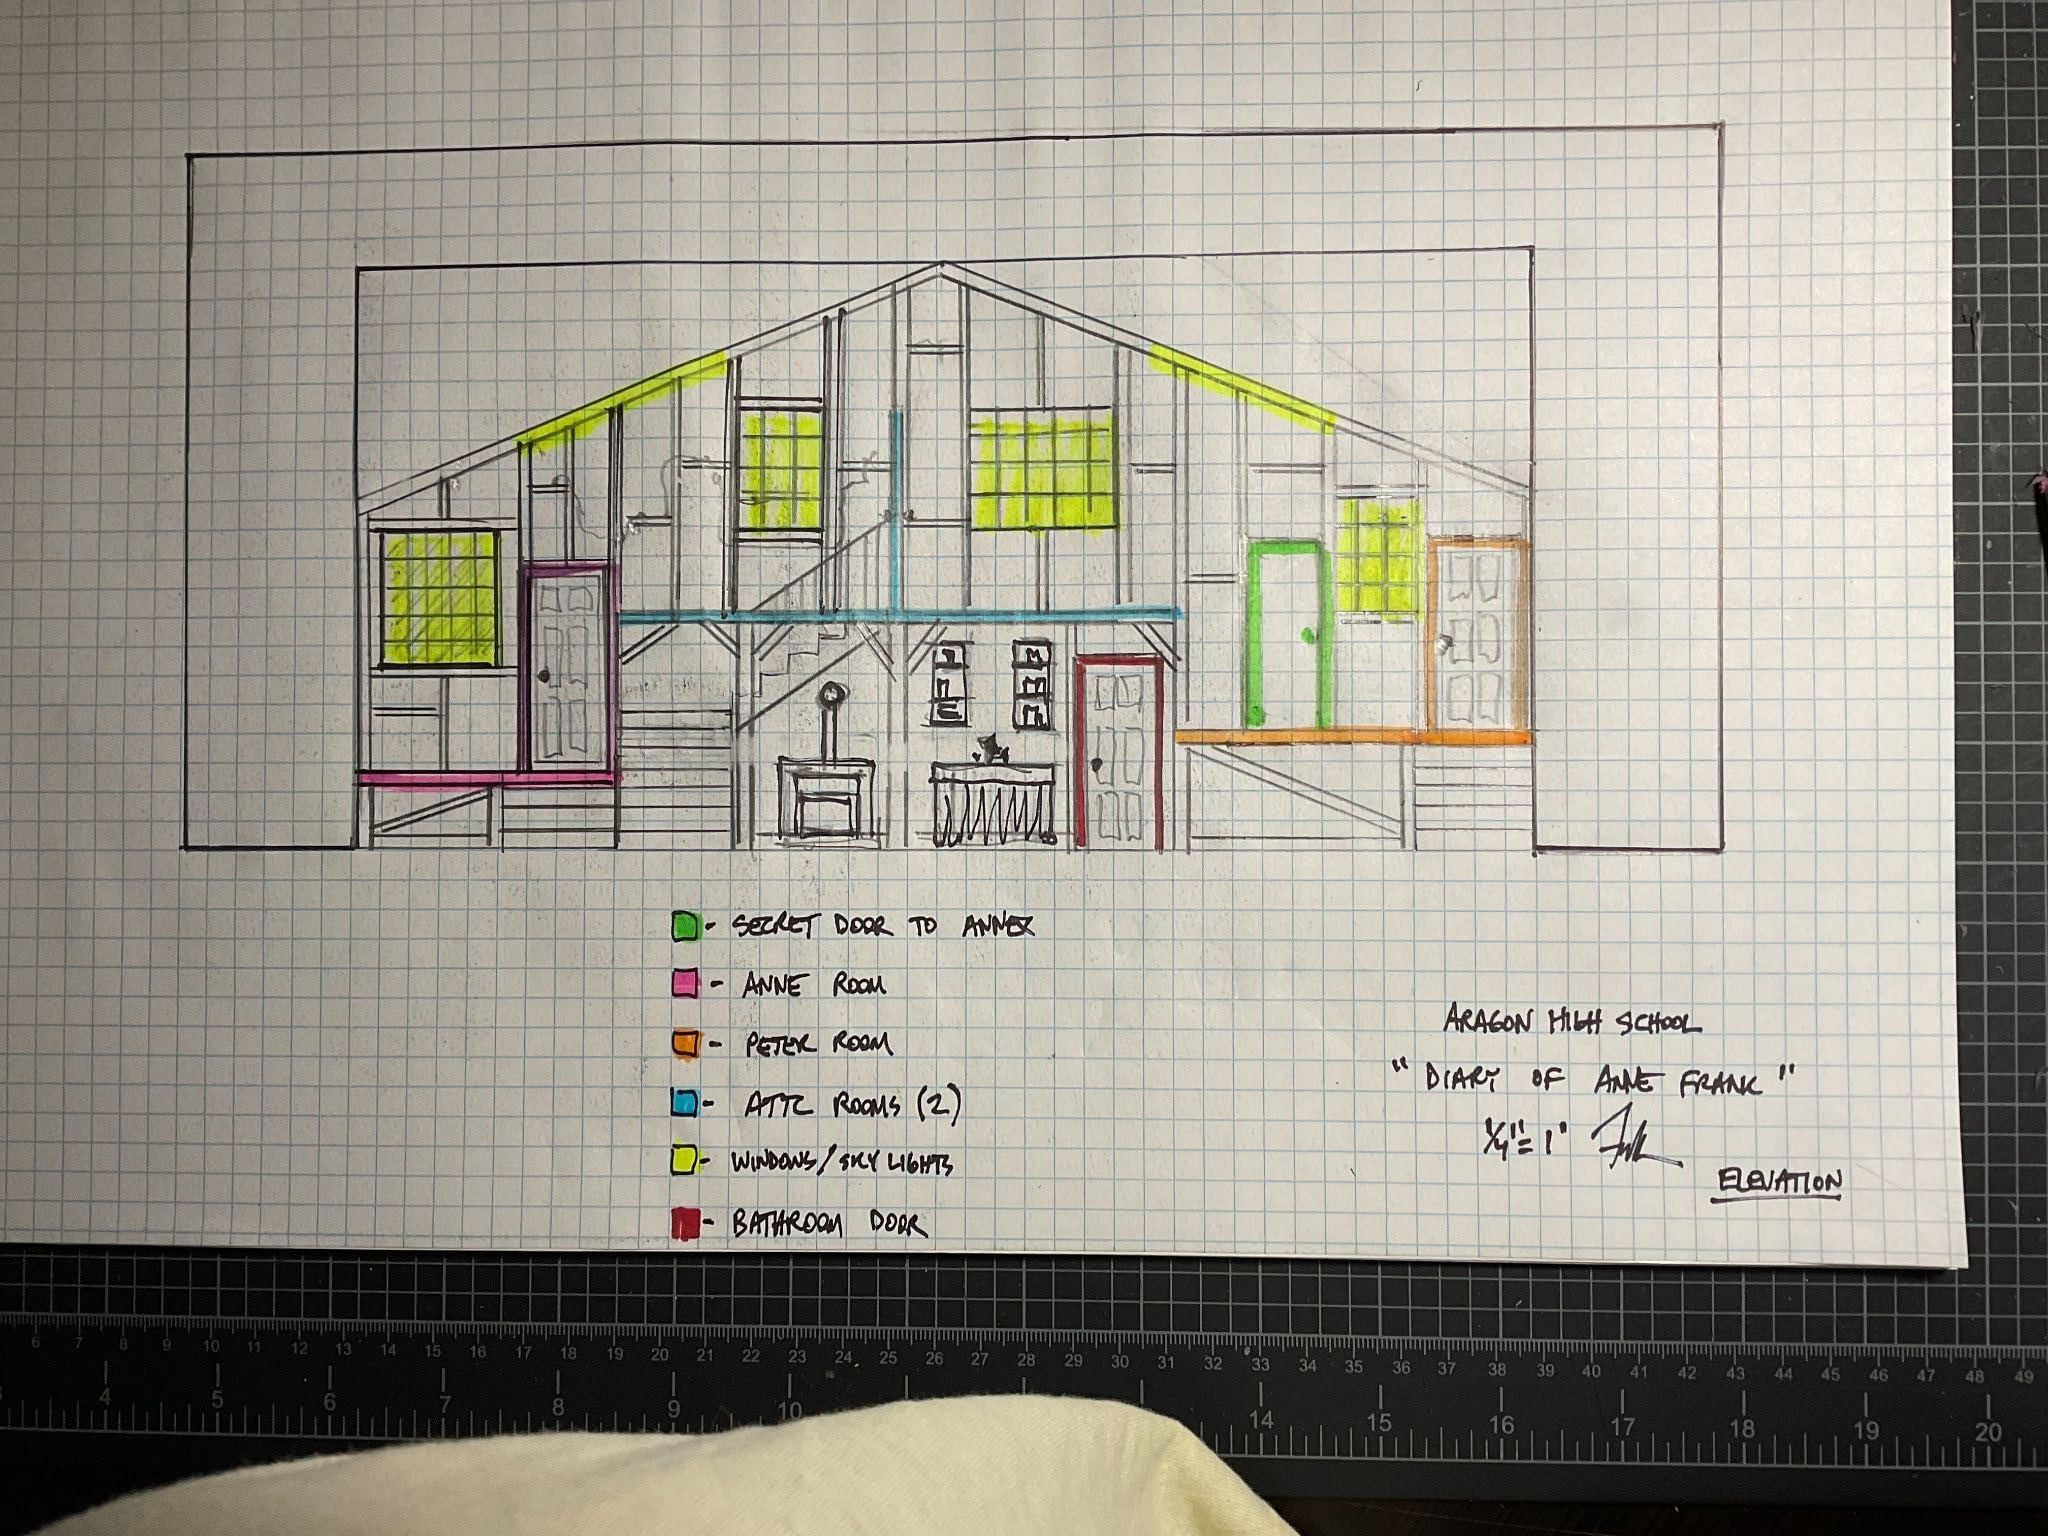 - SECRET DOOR TO ANNEX
- ANNE ROOM
- PETER ROOM
- ATTC ROOMS (2)
- WINDOWS/SKY LIGHTS
- BATHROOM DOOR
ARAGON HIGH SCHOOL
"DIARY OF ANNE FRANK"
1/4"=1'
ELEVATION
6 7 8 9 10 11 12 13 14 15 16 17 18 19 20 21 22 23 24 25 26 27 28 29 30 31 32 33 34 35 36 37 38 39 40 41 42 43 44 45 46 47 48 49
4 5 6 7 8 9 10 14 15 16 17 18 19 20